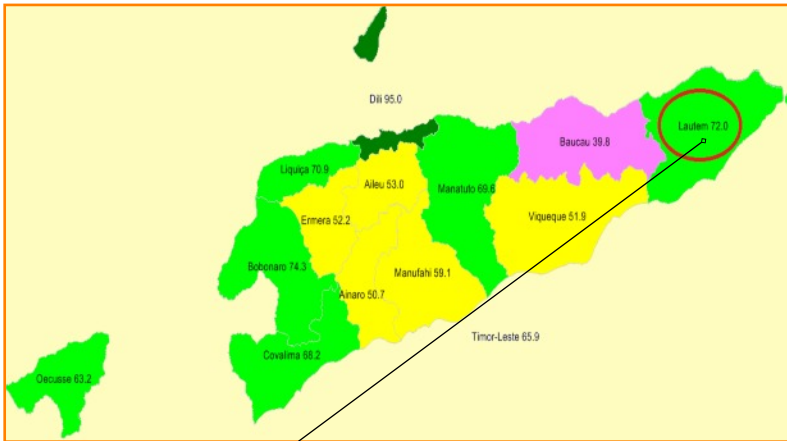 Dili 95.0
Lautem 72.0
Baucau 39.8
Liquiça 70.9
Aileu 53.0
Manatuto 69.6
Ermera 52.2
Viqueque 51.9
Bobonaro 74.3
Manufahi 59.1
Ainaro 50.7
Timor-Leste 65.9
Covalima 68.2
Oecusse 63.2